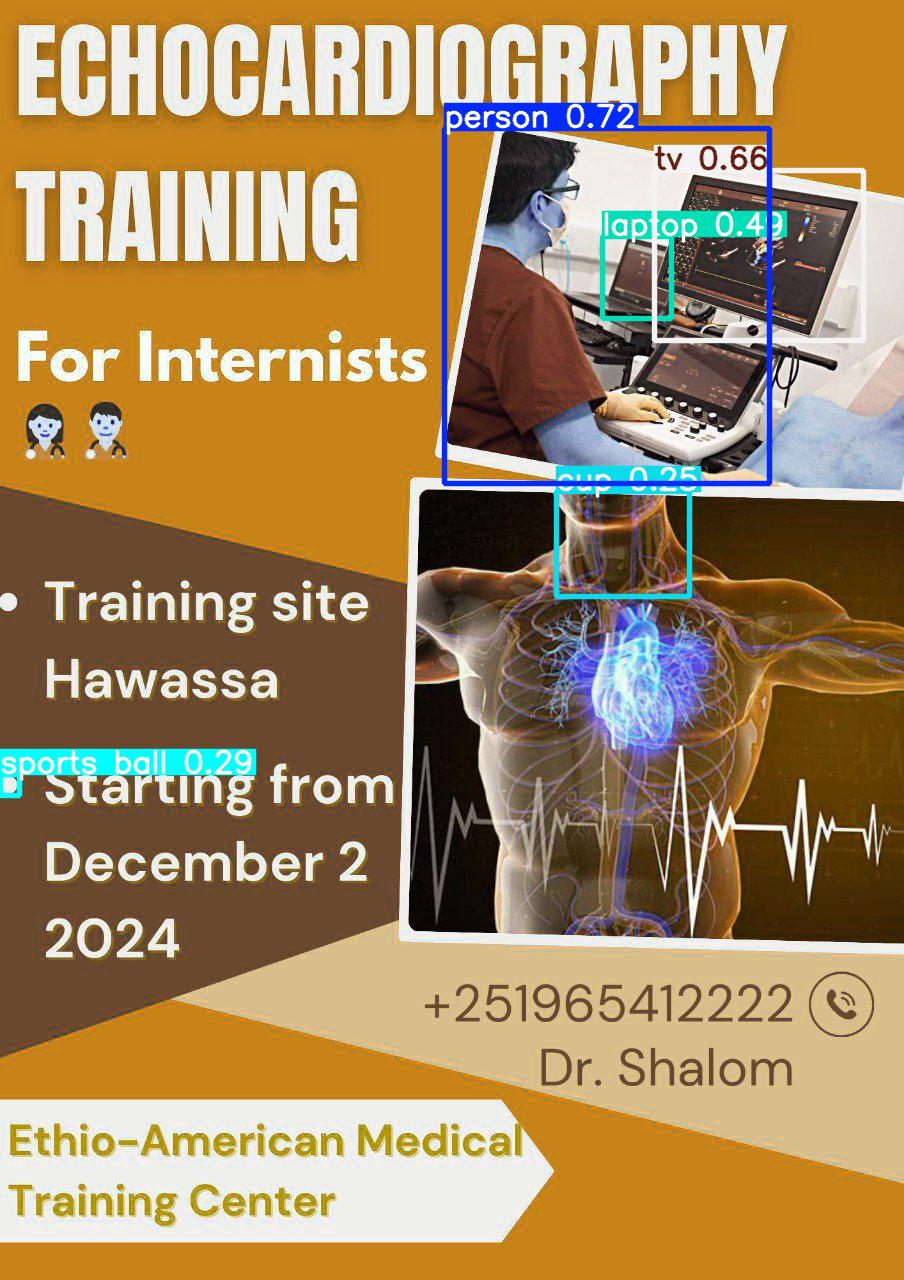 ECHOCARDIOGRAPHY
person 0.72
TRAINING
tv 0.66
laptop 0.49
For Internists
cup 0.25
• Training site
Hawassa
sports ball 0.29
• Starting from
December 2
2024
+251965412222
Dr. Shalom
Ethio-American Medical
Training Center